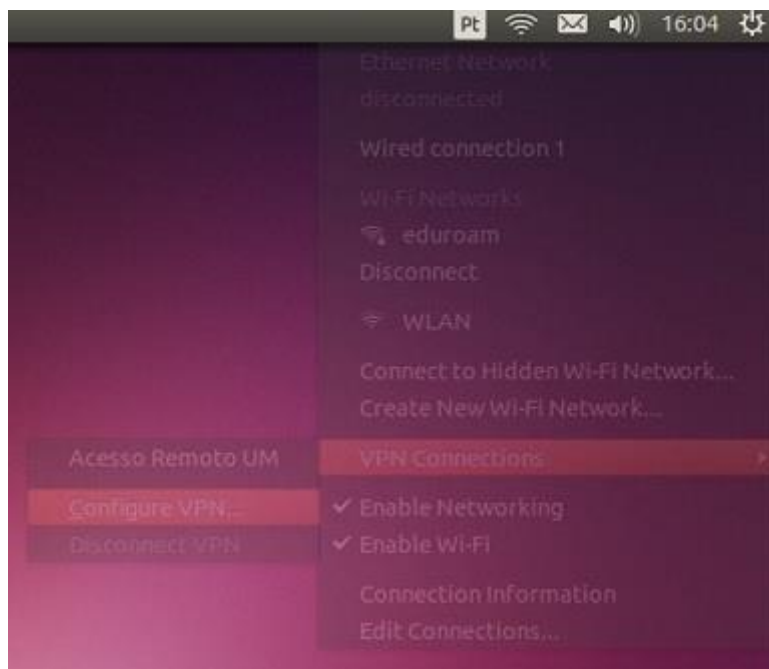 Pt 16:04
Ethernet Network
disconnected
Wired connection 1
Wi-Fi Networks
eduroam
Disconnect
WLAN
Connect to Hidden Wi-Fi Network...
Create New Wi-Fi Network...
VPN Connections
Acesso Remoto UM
Configure VPN...
Disconnect VPN
Enable Networking
Enable Wi-Fi
Connection Information
Edit Connections...